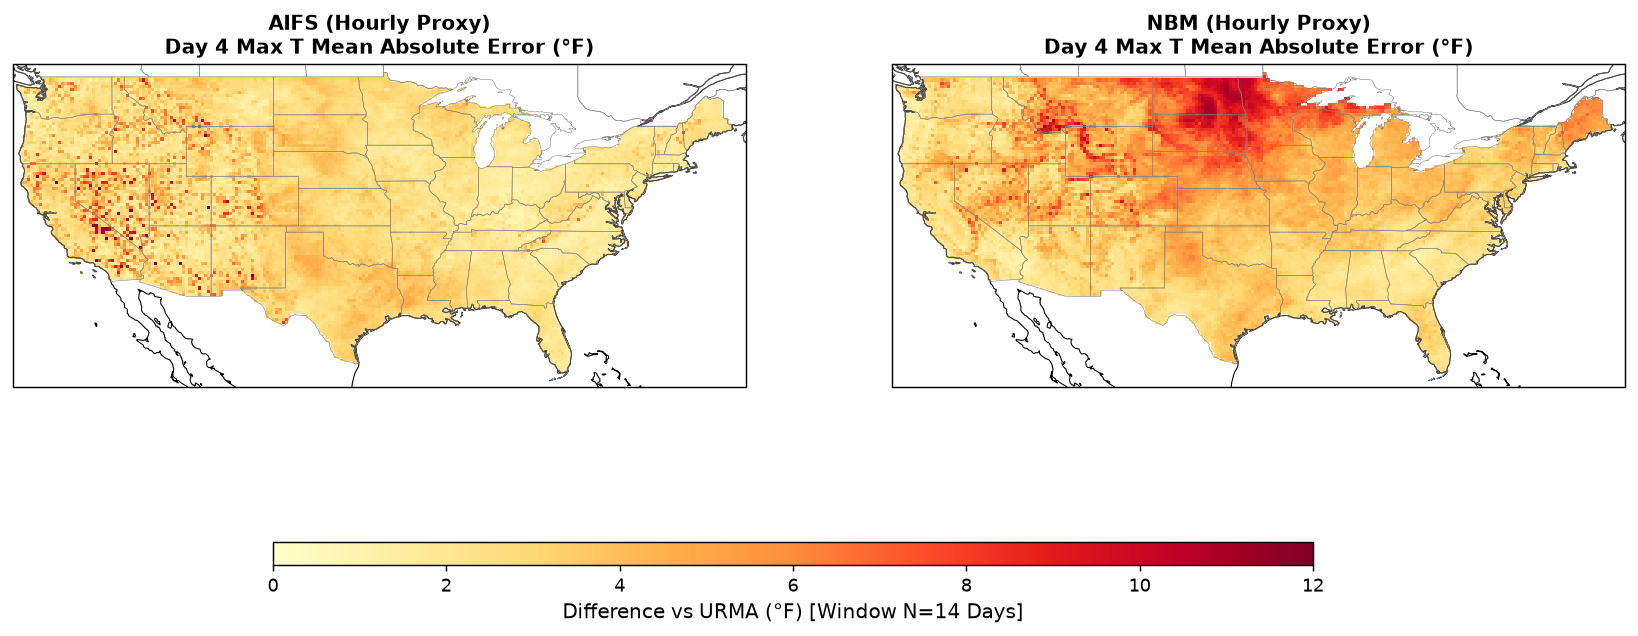 AIFS (Hourly Proxy)
Day 4 Max T Mean Absolute Error (°F)
NBM (Hourly Proxy)
Day 4 Max T Mean Absolute Error (°F)
0 2 4 6 8 10 12
Difference vs URMA (°F) [Window N=14 Days]